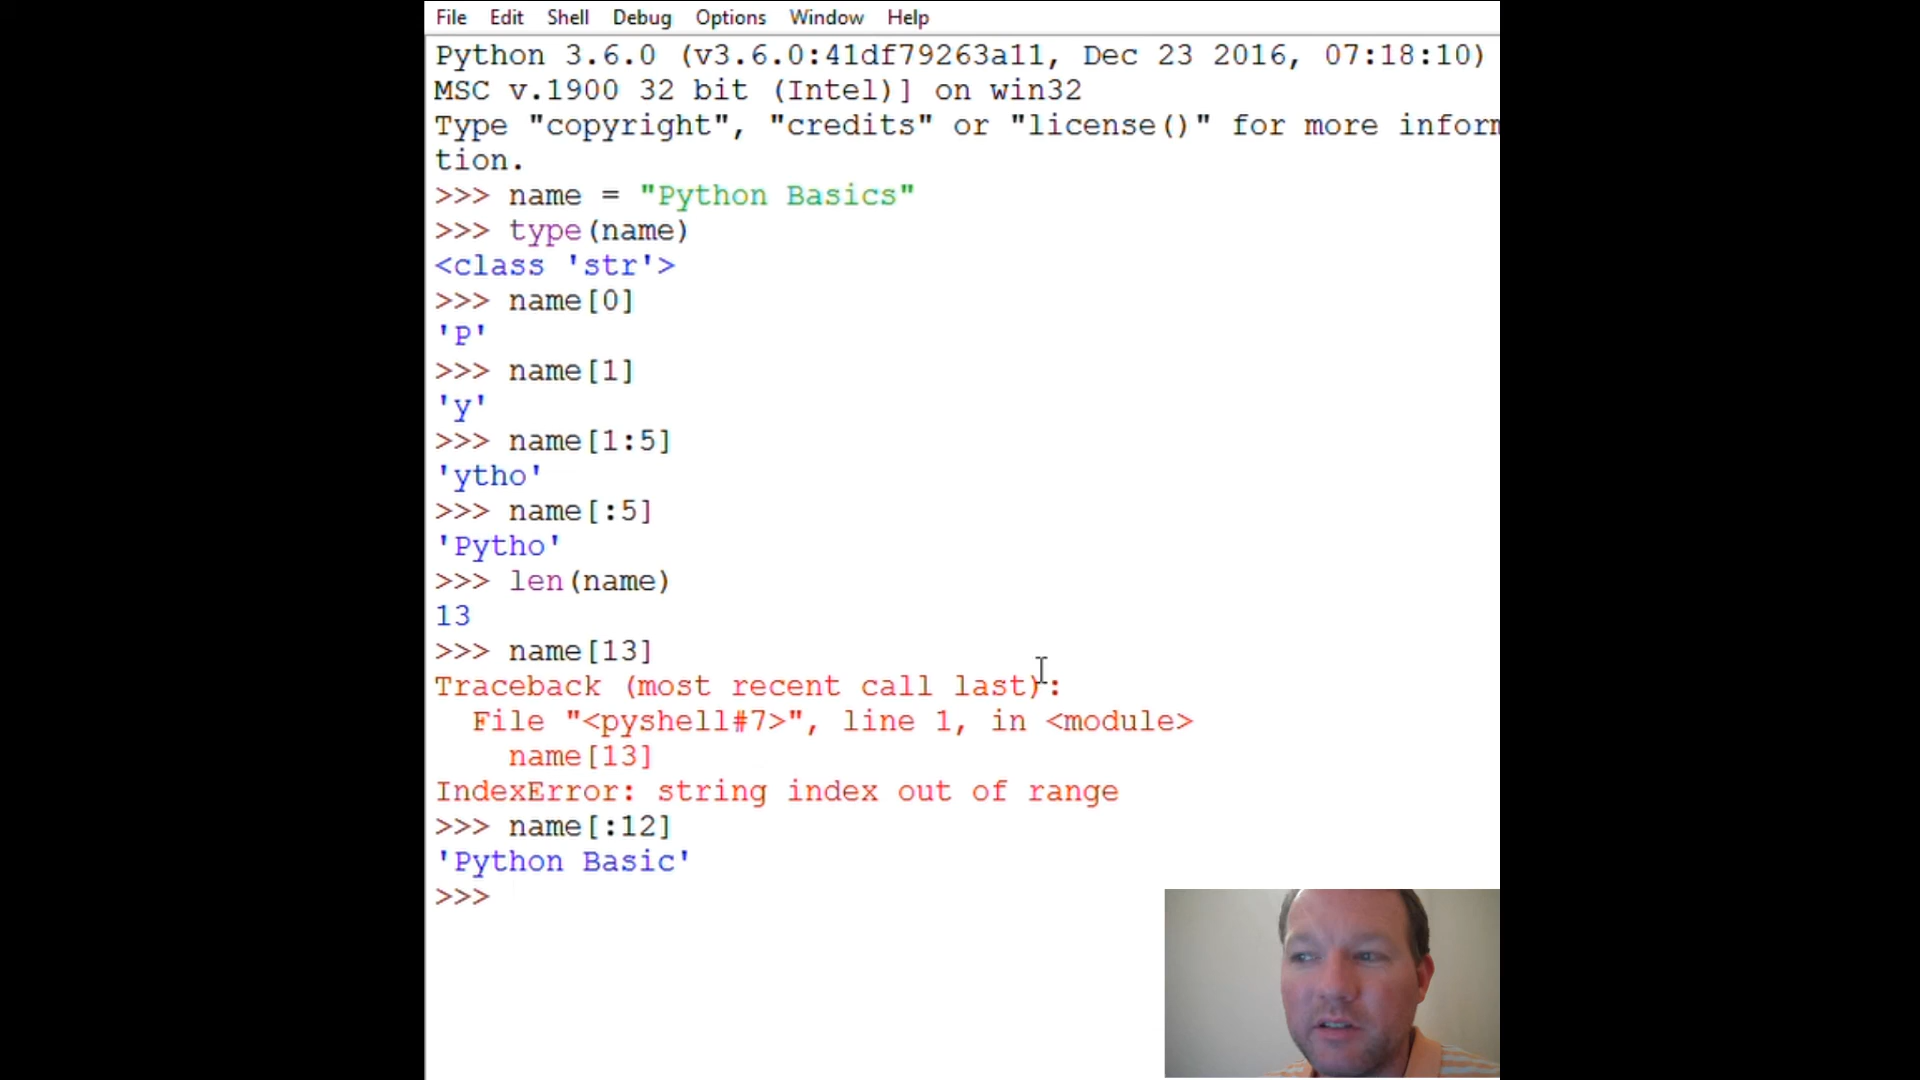 File Edit Shell Debug Options Window Help
Python 3.6.0 (v3.6.0:41df79263a11, Dec 23 2016, 07:18:10)
MSC v.1900 32 bit (Intel)] on win32
Type "copyright", "credits" or "license()" for more inform
tion.
>>> name = "Python Basics"
>>> type(name)
<class 'str'>
>>> name[0]
'P'
>>> name[1]
'y'
>>> name[1:5]
'ytho'
>>> name[:5]
'Pytho'
>>> len(name)
13
>>> name[13]
Traceback (most recent call last):
  File "<pyshell#7>", line 1, in <module>
    name[13]
IndexError: string index out of range
>>> name[:12]
'Python Basic'
>>>